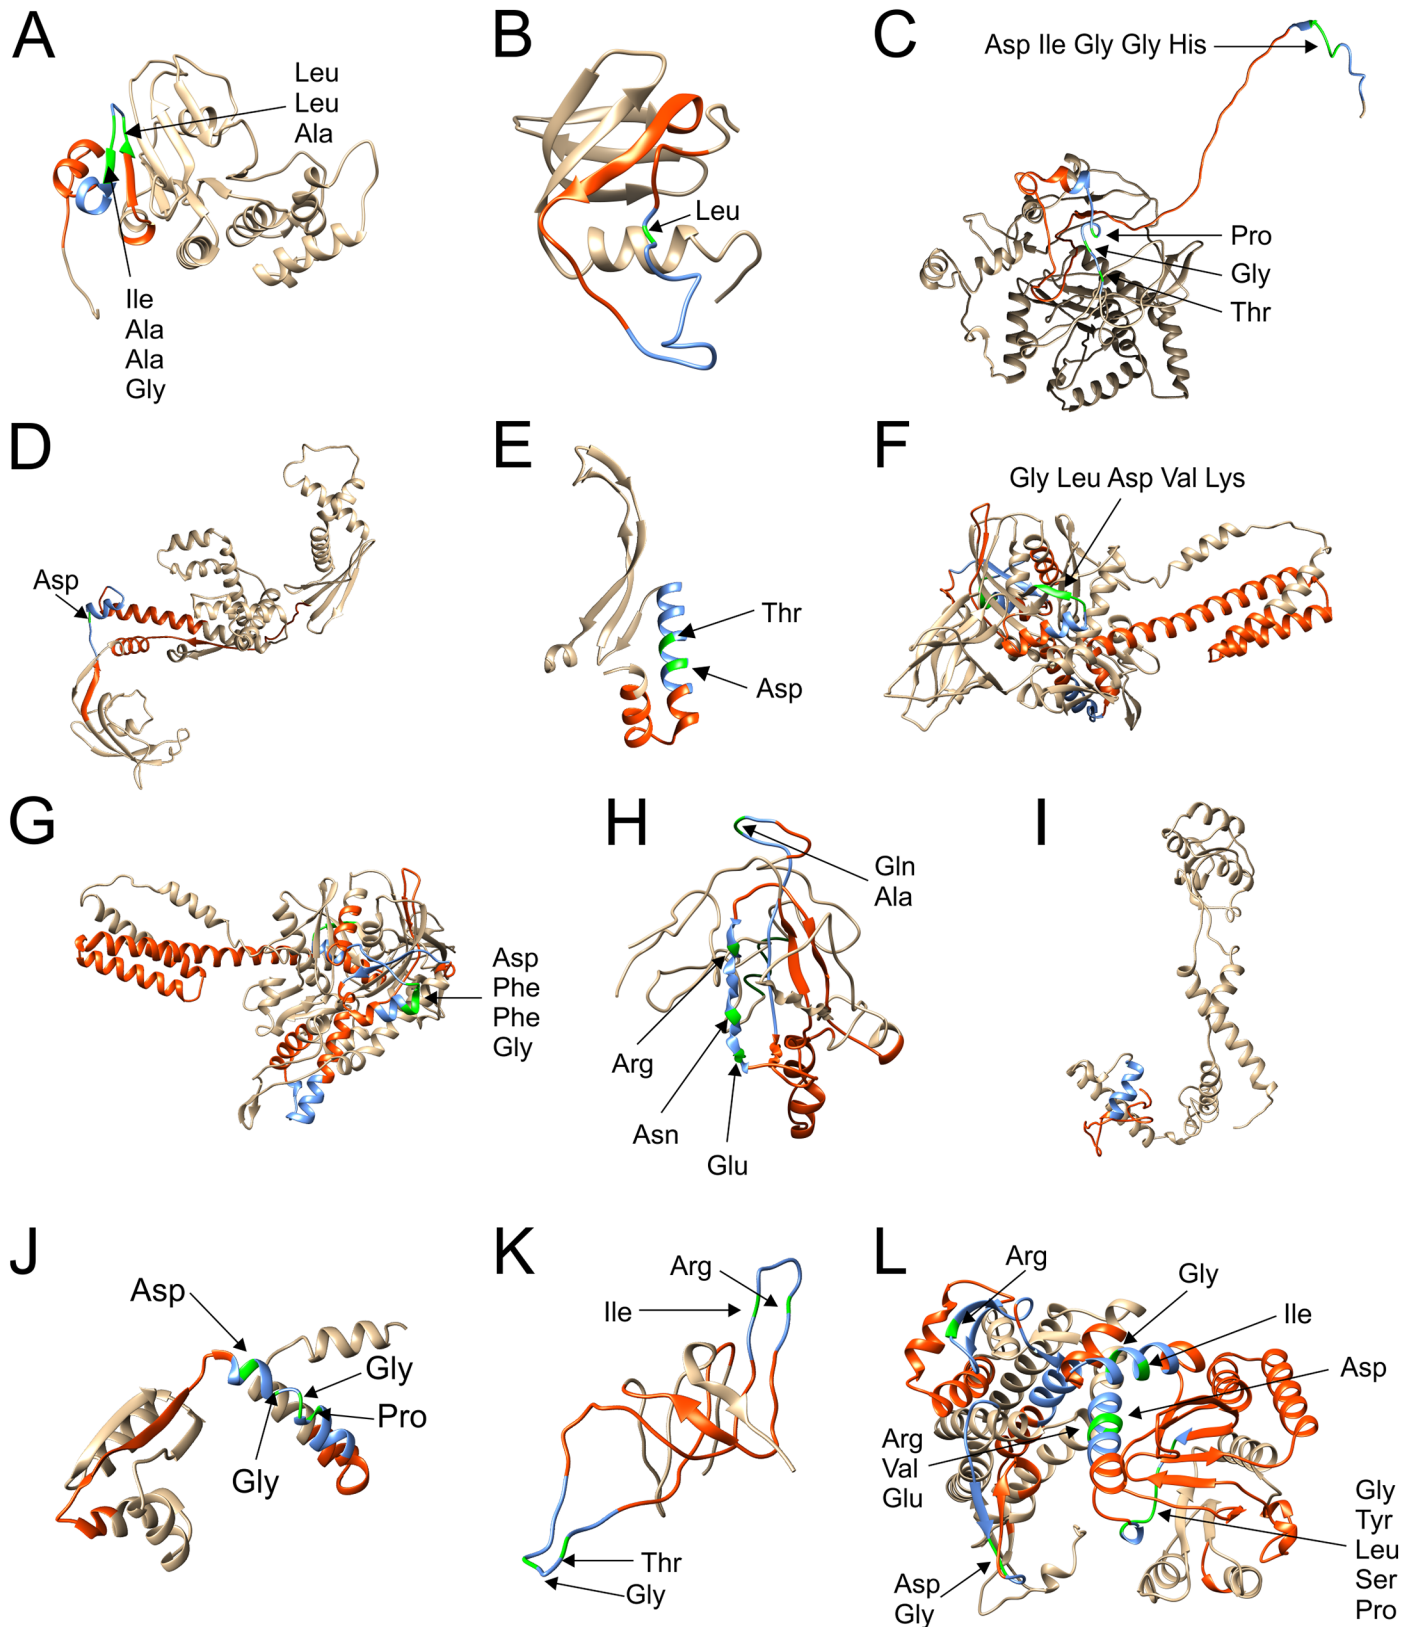 A
Leu
Leu
Ala
Ile
Ala
Ala
Gly
B
Leu
C
Asp Ile Gly Gly His
Pro
Gly
Thr
D
Asp
E
Thr
Asp
F
Gly Leu Asp Val Lys
G
Asp
Phe
Phe
Gly
H
Gln
Ala
Arg
Asn
Glu
I
J
Asp
Gly
Pro
Gly
K
Arg
Ile
Thr
Gly
L
Arg
Gly
Ile
Asp
Arg
Val
Glu
Asp
Gly
Gly
Tyr
Leu
Ser
Pro